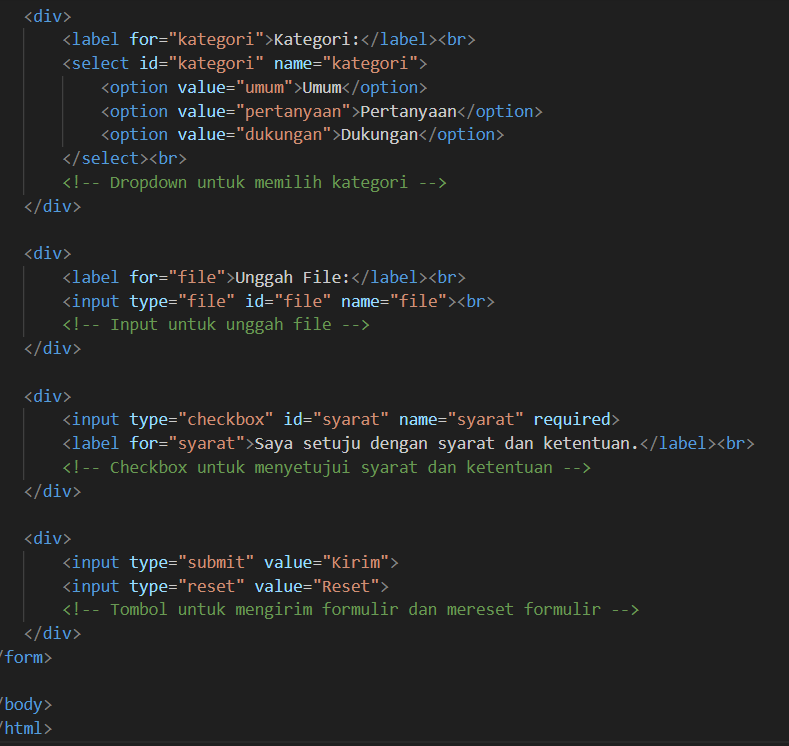 <div>
<label for="kategori">Kategori:</label><br>
<select id="kategori" name="kategori">
<option value="umum">Umum</option>
<option value="pertanyaan">Pertanyaan</option>
<option value="dukungan">Dukungan</option>
</select><br>
<!-- Dropdown untuk memilih kategori -->
</div>
<div>
<label for="file">Unggah File:</label><br>
<input type="file" id="file" name="file"><br>
<!-- Input untuk unggah file -->
</div>
<div>
<input type="checkbox" id="syarat" name="syarat" required>
<label for="syarat">Saya setuju dengan syarat dan ketentuan.</label><br>
<!-- Checkbox untuk menyetujui syarat dan ketentuan -->
</div>
<div>
<input type="submit" value="Kirim">
<input type="reset" value="Reset">
<!-- Tombol untuk mengirim formulir dan mereset formulir -->
</div>
/form>
/body>
/html>